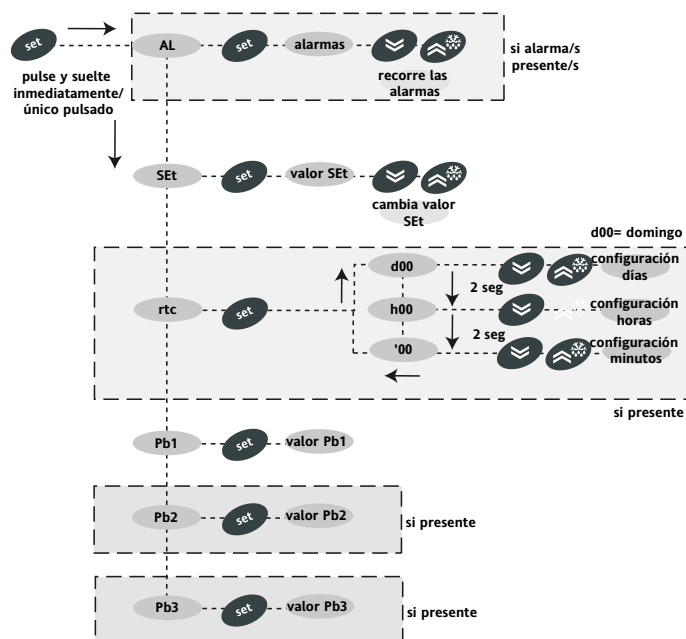 set
AL
set
alarmas
si alarma/s
presente/s
pulse y suelte
inmediatamente/
único pulsado
recorre las
alarmas
SEt
set
valor SEt
cambia valor
SEt
d00= domingo
d00
configuración
días
2 seg
rtc
set
h00
configuración
horas
2 seg
'00
configuración
minutos
si presente
Pb1
set
valor Pb1
Pb2
set
valor Pb2
si presente
Pb3
set
valor Pb3
si presente